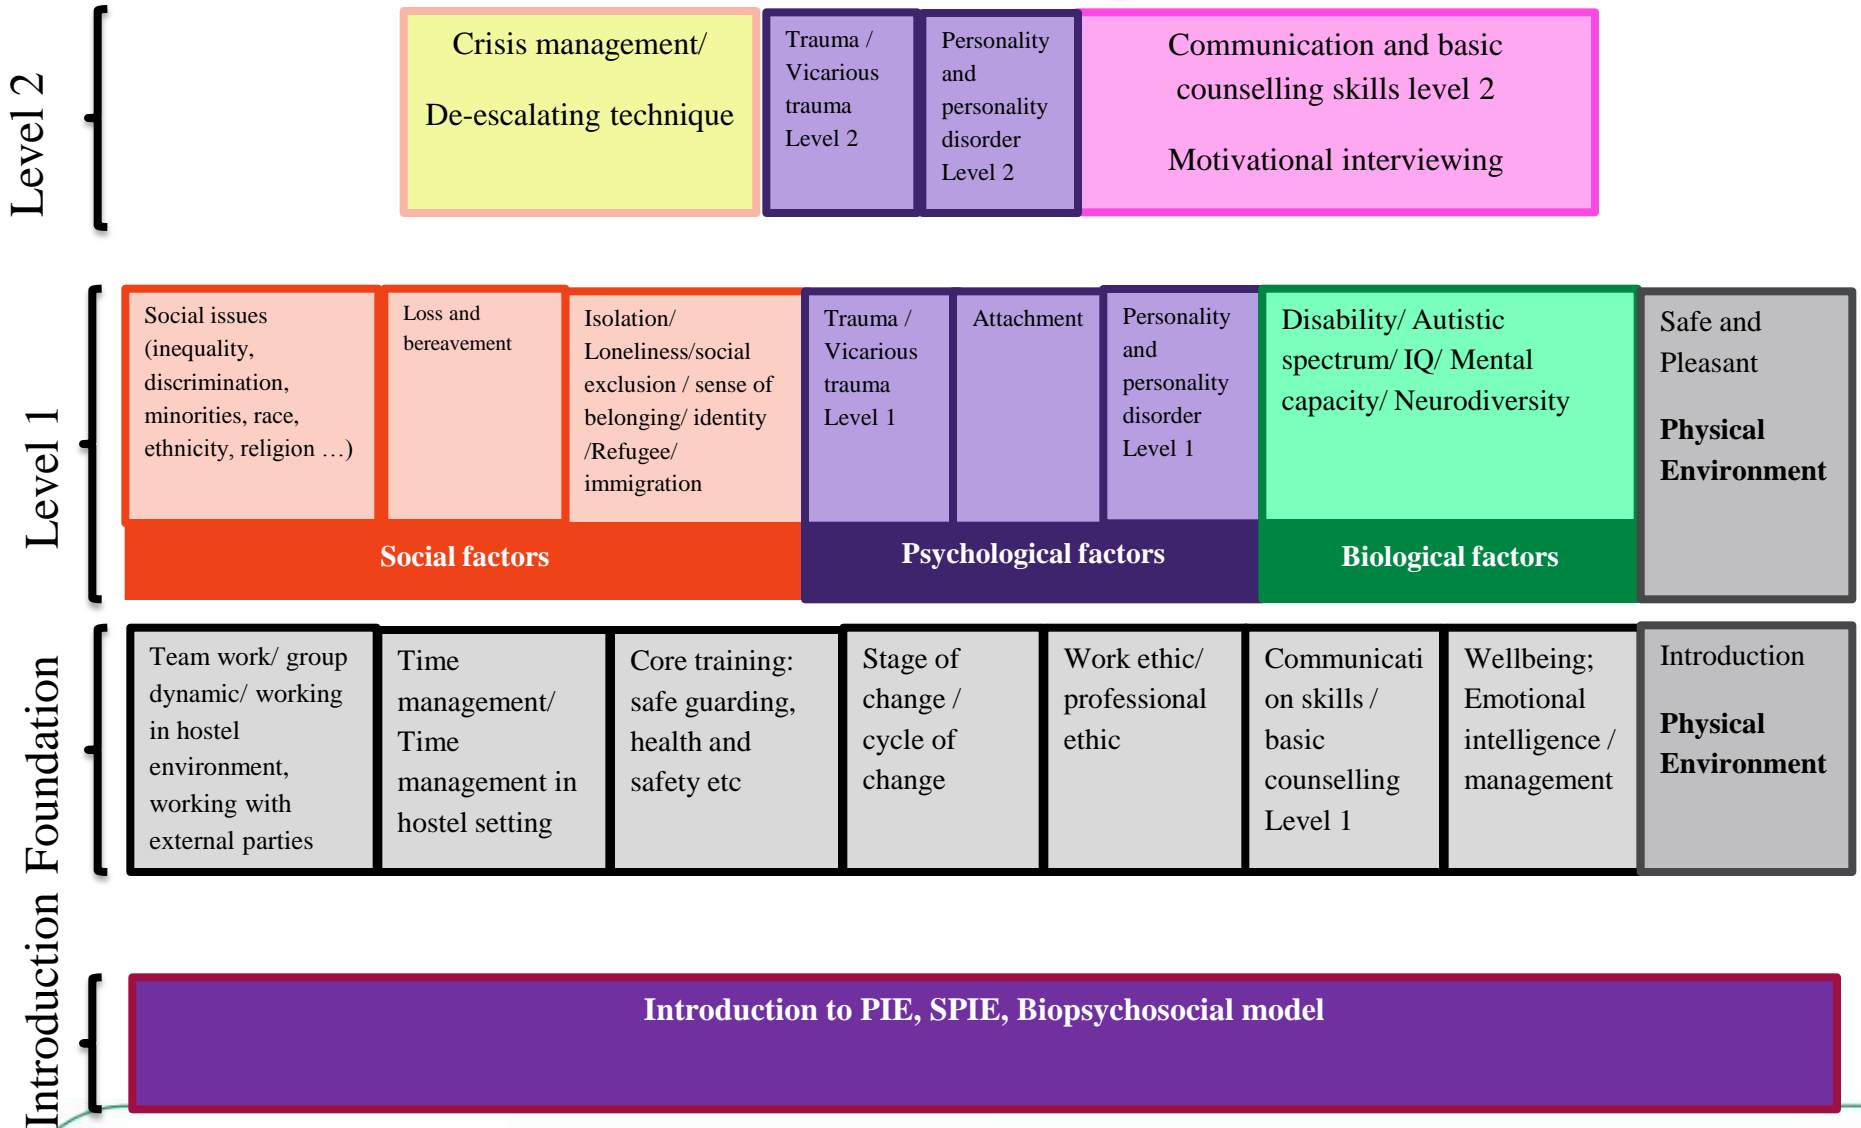 Level 2
Crisis management/
De-escalating technique
Trauma /
Vicarious
trauma
Level 2
Personality
and
personality
disorder
Level 2
Communication and basic
counselling skills level 2
Motivational interviewing
Level 1
Social issues
(inequality,
discrimination,
minorities, race,
ethnicity, religion …)
Loss and
bereavement
Isolation/
Loneliness/social
exclusion / sense of
belonging/ identity
/Refugee/
immigration
Social factors
Trauma /
Vicarious
trauma
Level 1
Attachment
Personality
and
personality
disorder
Level 1
Psychological factors
Disability/ Autistic
spectrum/ IQ/ Mental
capacity/ Neurodiversity
Biological factors
Safe and
Pleasant
Physical
Environment
Foundation
Team work/ group
dynamic/ working
in hostel
environment,
working with
external parties
Time
management/
Time
management in
hostel setting
Core training:
safe guarding,
health and
safety etc
Stage of
change /
cycle of
change
Work ethic/
professional
ethic
Communicati
on skills /
basic
counselling
Level 1
Wellbeing;
Emotional
intelligence /
management
Introduction
Physical
Environment
Introduction
Introduction to PIE, SPIE, Biopsychosocial model